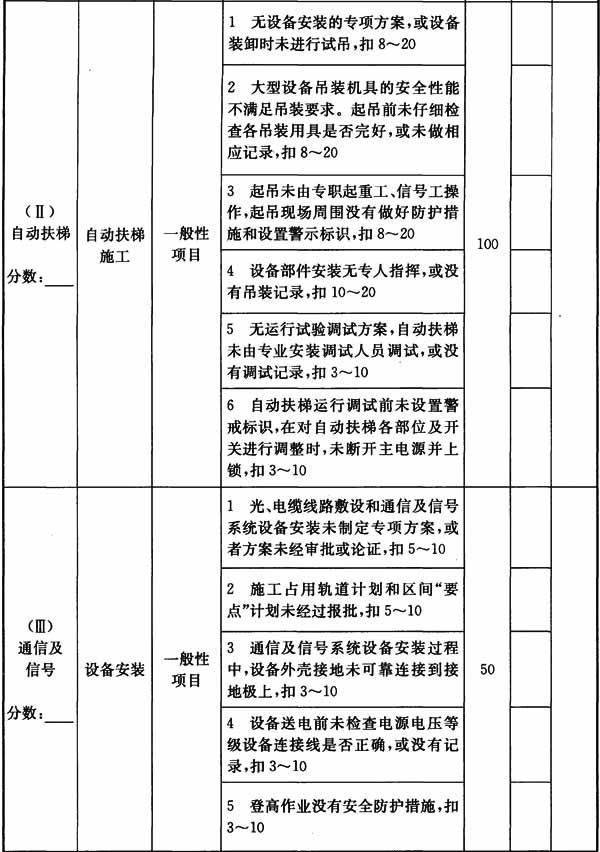 (Ⅱ)
自动扶梯
分数:
自动扶梯
施工
一般性
项目
1 无设备安装的专项方案,或设备
装卸时未进行试吊,扣 8～20
2 大型设备吊装机具的安全性能
不满足吊装要求。起吊前未仔细检
查各吊装用具是否完好,或未做相
应记录,扣 8～20
3 起吊未由专职起重工、信号工操
作,起吊现场周围没有做好防护措
施和设置警示标识,扣 8～20
4 设备部件安装无专人指挥,或没
有吊装记录,扣 10～20
5 无运行试验调试方案,自动扶梯
未由专业安装调试人员调试,或没
有调试记录,扣 3～10
6 自动扶梯运行调试前未设置警
戒标识,在对自动扶梯各部位及开
关进行调整时,未断开主电源并上
锁,扣 3～10
100
(Ⅲ)
通信及
信号
分数:
设备安装
一般性
项目
1 光、电缆线路敷设和通信及信号
系统设备安装未制定专项方案,或
者方案未经审批或论证,扣 5～10
2 施工占用轨道计划和区间“要
点”计划未经过报批,扣 5～10
3 通信及信号系统设备安装过程
中,设备外壳接地未可靠连接到接
地极上,扣 3～10
4 设备送电前未检查电源电压等
级设备连接线是否正确,或没有记
录,扣 3～10
5 登高作业没有安全防护措施,扣
3～10
50